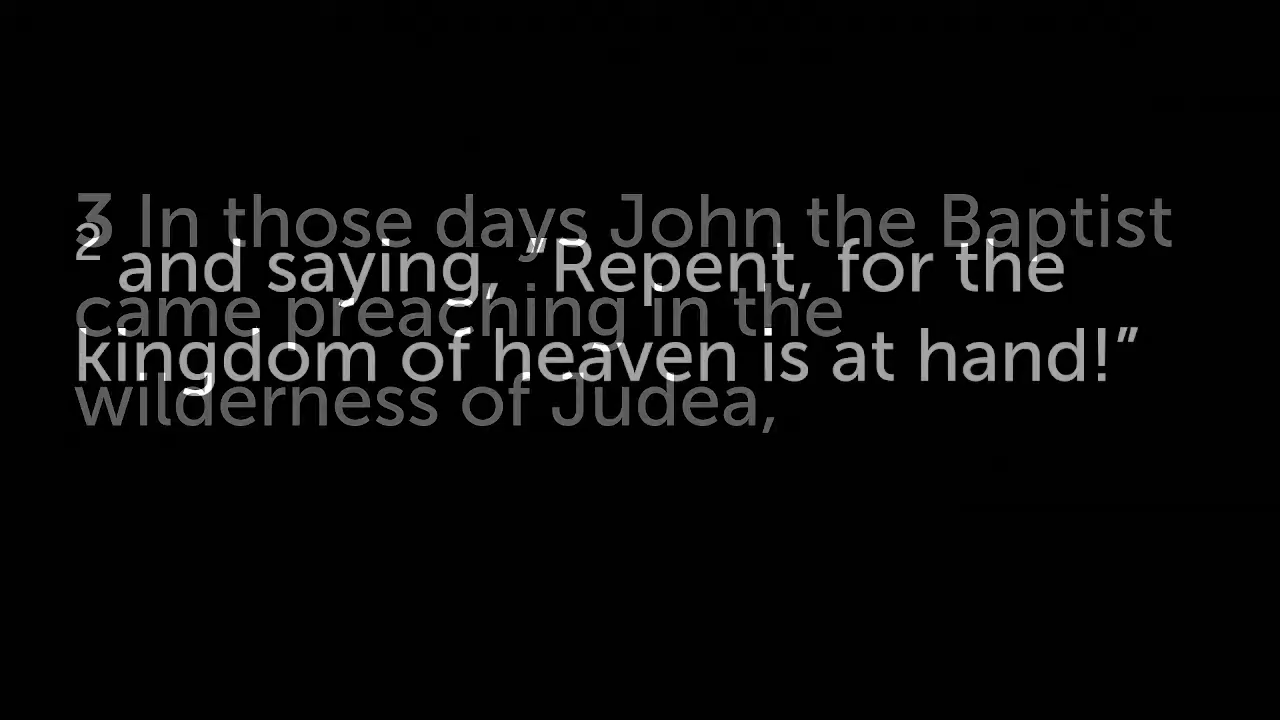 3 In those days John the Baptist
came preaching in the
wilderness of Judea,
2 and saying, “Repent, for the
kingdom of heaven is at hand!”